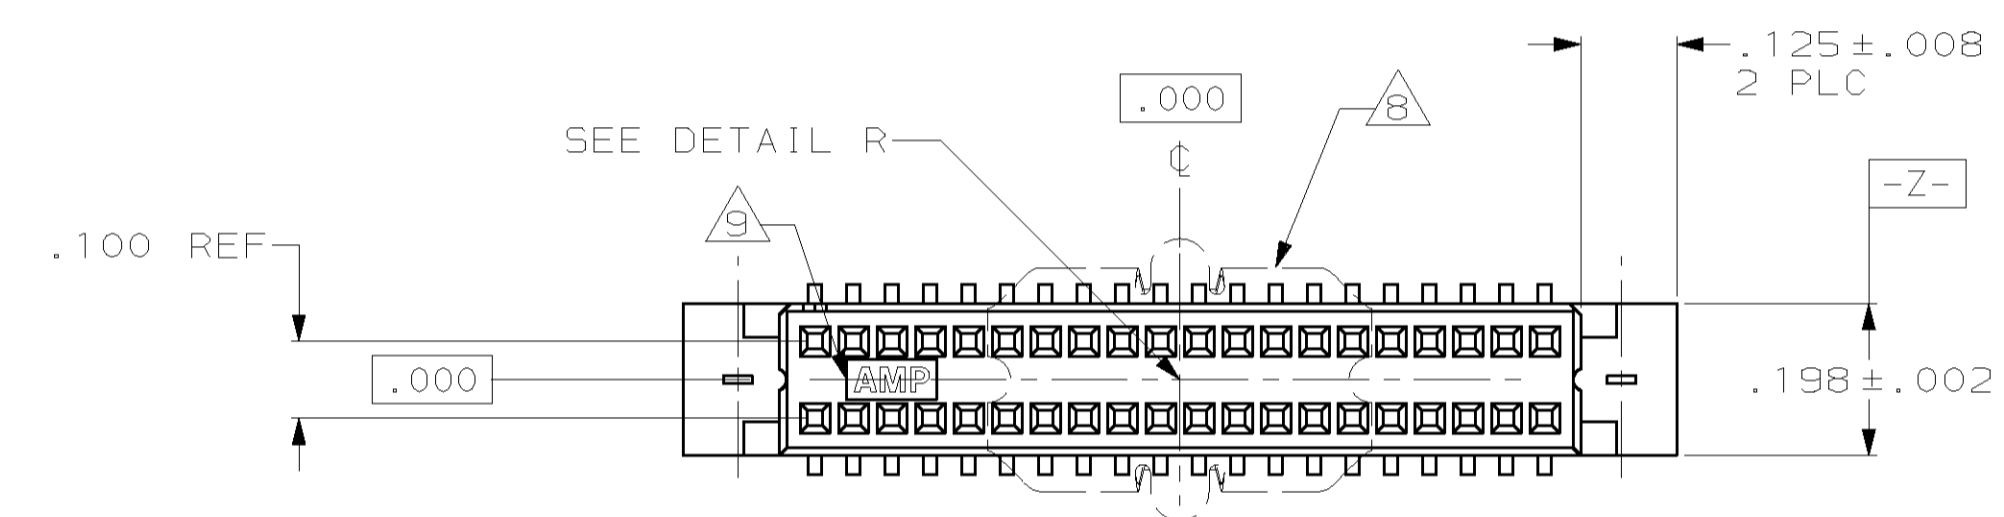 .125±.008
2 PLC
.000
8
SEE DETAIL R
℄
-Z-
9
.100 REF
.000
AMP
.198±.002